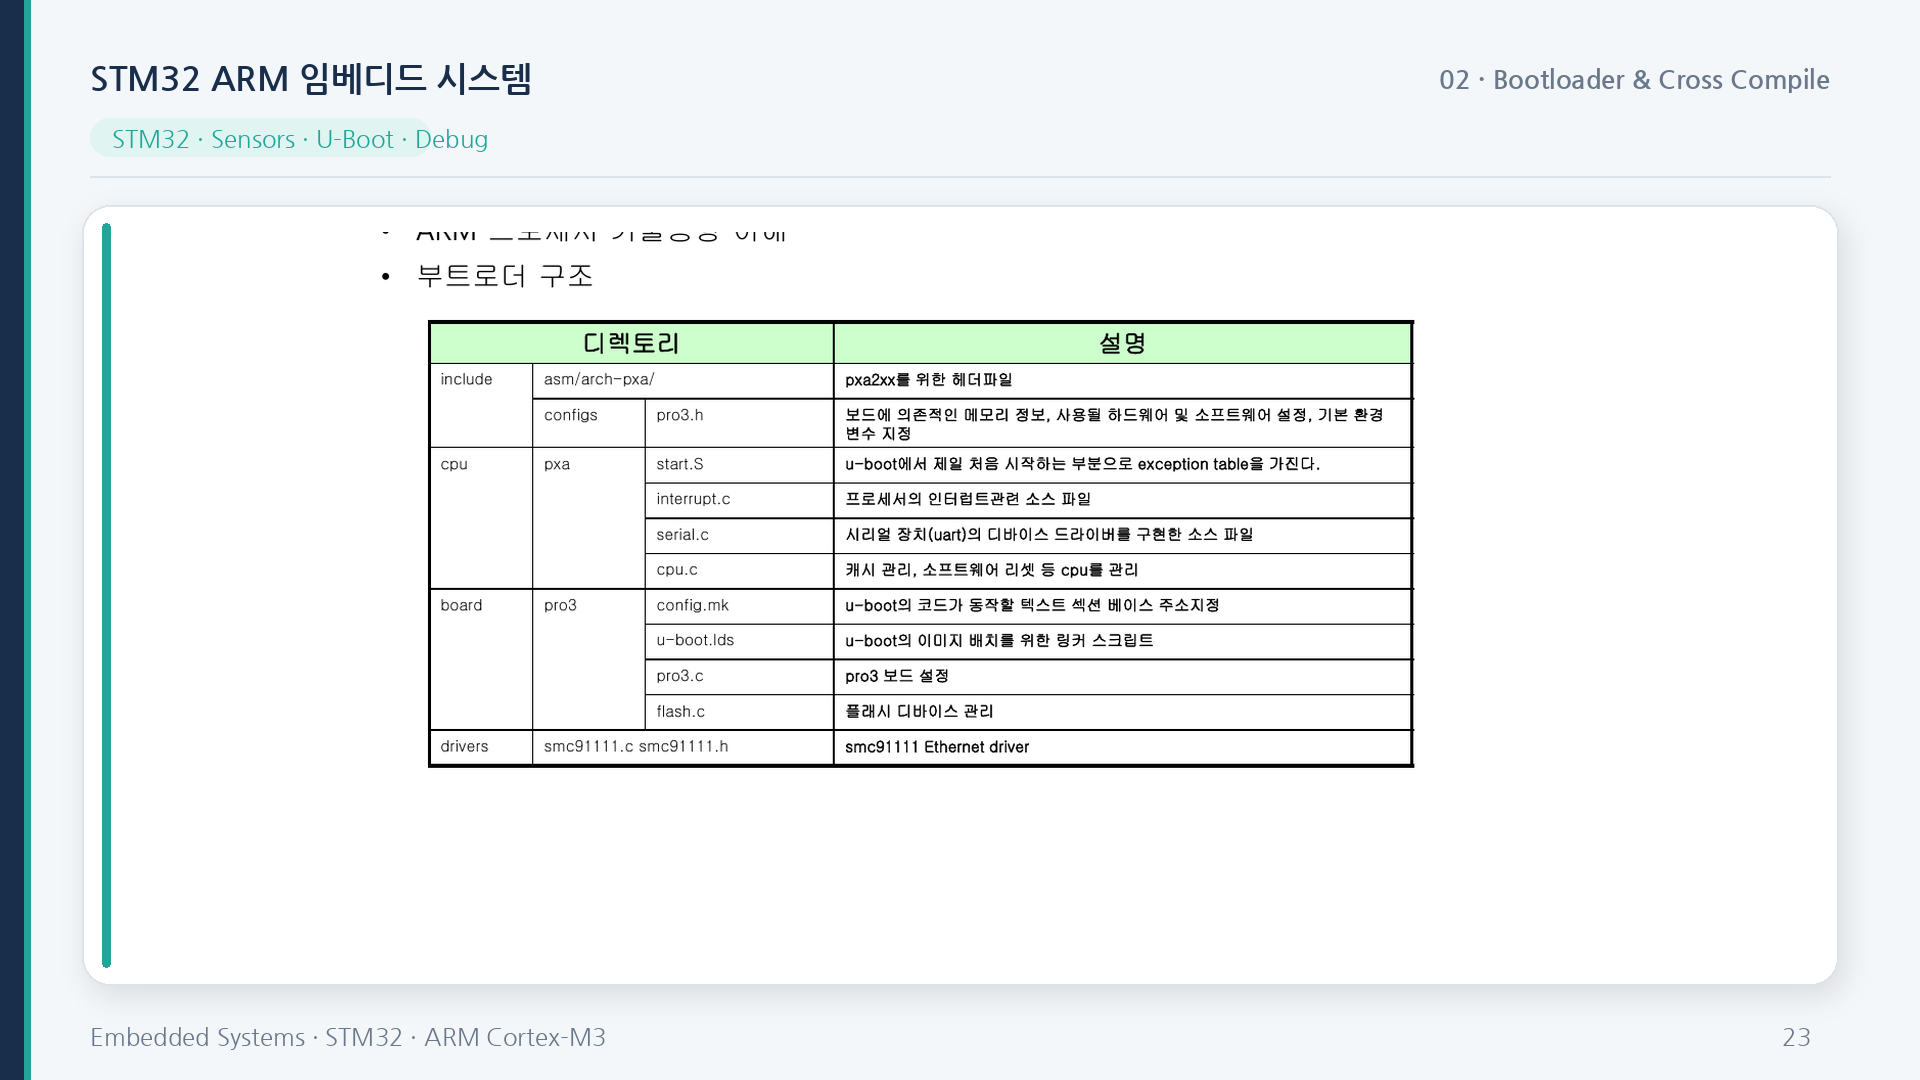 STM32 ARM 임베디드 시스템
02 · Bootloader & Cross Compile
STM32 · Sensors · U-Boot · Debug
• 부트로더 구조
디렉토리 설명
include asm/arch-pxa/ pxa2xx를 위한 헤더파일
configs pro3.h 보드에 의존적인 메모리 정보, 사용될 하드웨어 및 소프트웨어 설정, 기본 환경
변수 지정
cpu pxa start.S u-boot에서 제일 처음 시작하는 부분으로 exception table을 가진다.
interrupt.c 프로세서의 인터럽트관련 소스 파일
serial.c 시리얼 장치(uart)의 디바이스 드라이버를 구현한 소스 파일
cpu.c 캐시 관리, 소프트웨어 리셋 등 cpu를 관리
board pro3 config.mk u-boot의 코드가 동작할 텍스트 섹션 베이스 주소지정
u-boot.lds u-boot의 이미지 배치를 위한 링커 스크립트
pro3.c pro3 보드 설정
flash.c 플래시 디바이스 관리
drivers smc91111.c smc91111.h smc91111 Ethernet driver
Embedded Systems · STM32 · ARM Cortex-M3
23